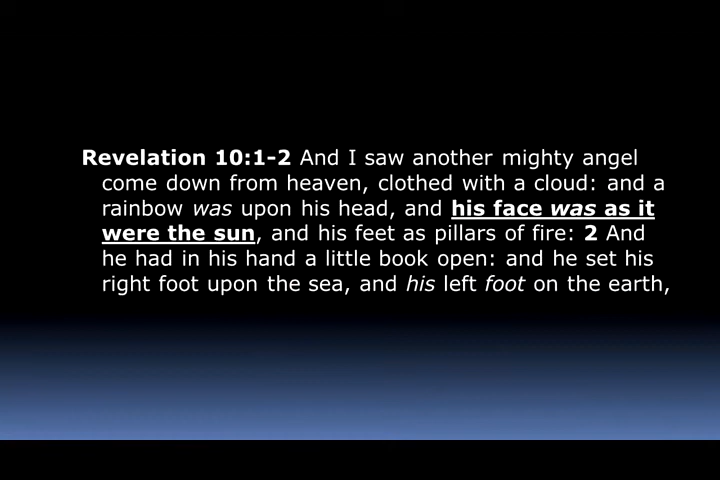 Revelation 10:1-2 And I saw another mighty angel
come down from heaven, clothed with a cloud: and a
rainbow was upon his head, and his face was as it
were the sun, and his feet as pillars of fire: 2 And
he had in his hand a little book open: and he set his
right foot upon the sea, and his left foot on the earth,